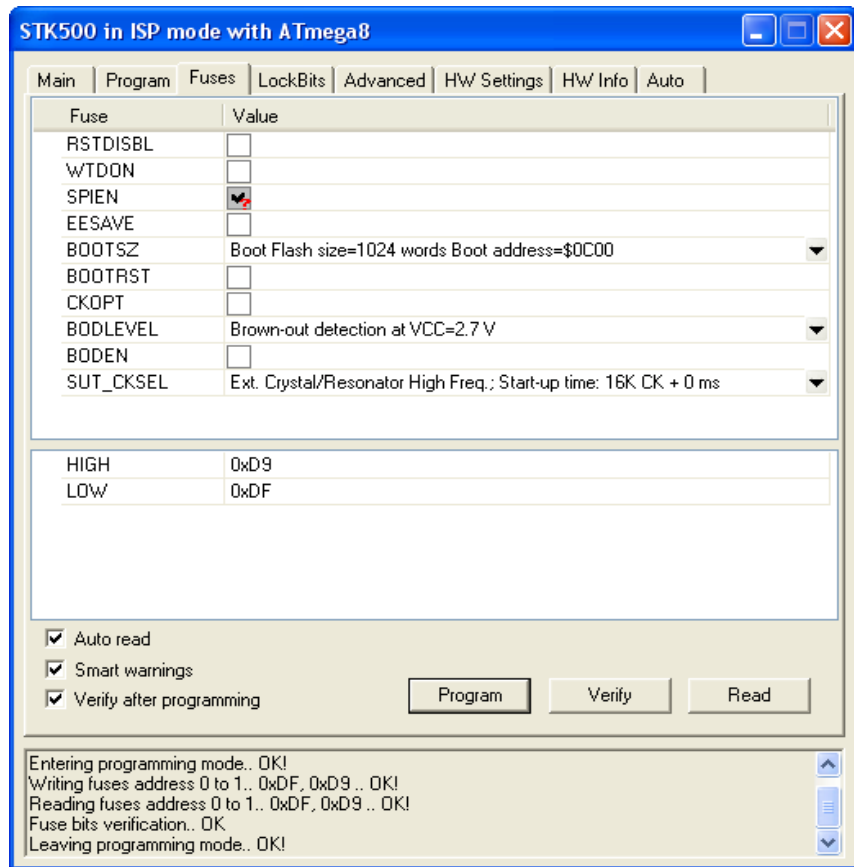 STK500 in ISP mode with ATmega8
Main Program Fuses LockBits Advanced HW Settings HW Info Auto
Fuse Value
RSTDISBL
WTDON
SPIEN
EESAVE
BOOTSZ Boot Flash size=1024 words Boot address=$0C00
BOOTRST
CKOPT
BODLEVEL Brown-out detection at VCC=2.7 V
BODEN
SUT_CKSEL Ext. Crystal/Resonator High Freq.; Start-up time: 16K CK + 0 ms
HIGH 0xD9
LOW 0xDF
Auto read
Smart warnings
Verify after programming Program Verify Read
Entering programming mode.. OK!
Writing fuses address 0 to 1.. 0xDF, 0xD9 .. OK!
Reading fuses address 0 to 1.. 0xDF, 0xD9 .. OK!
Fuse bits verification.. OK
Leaving programming mode.. OK!